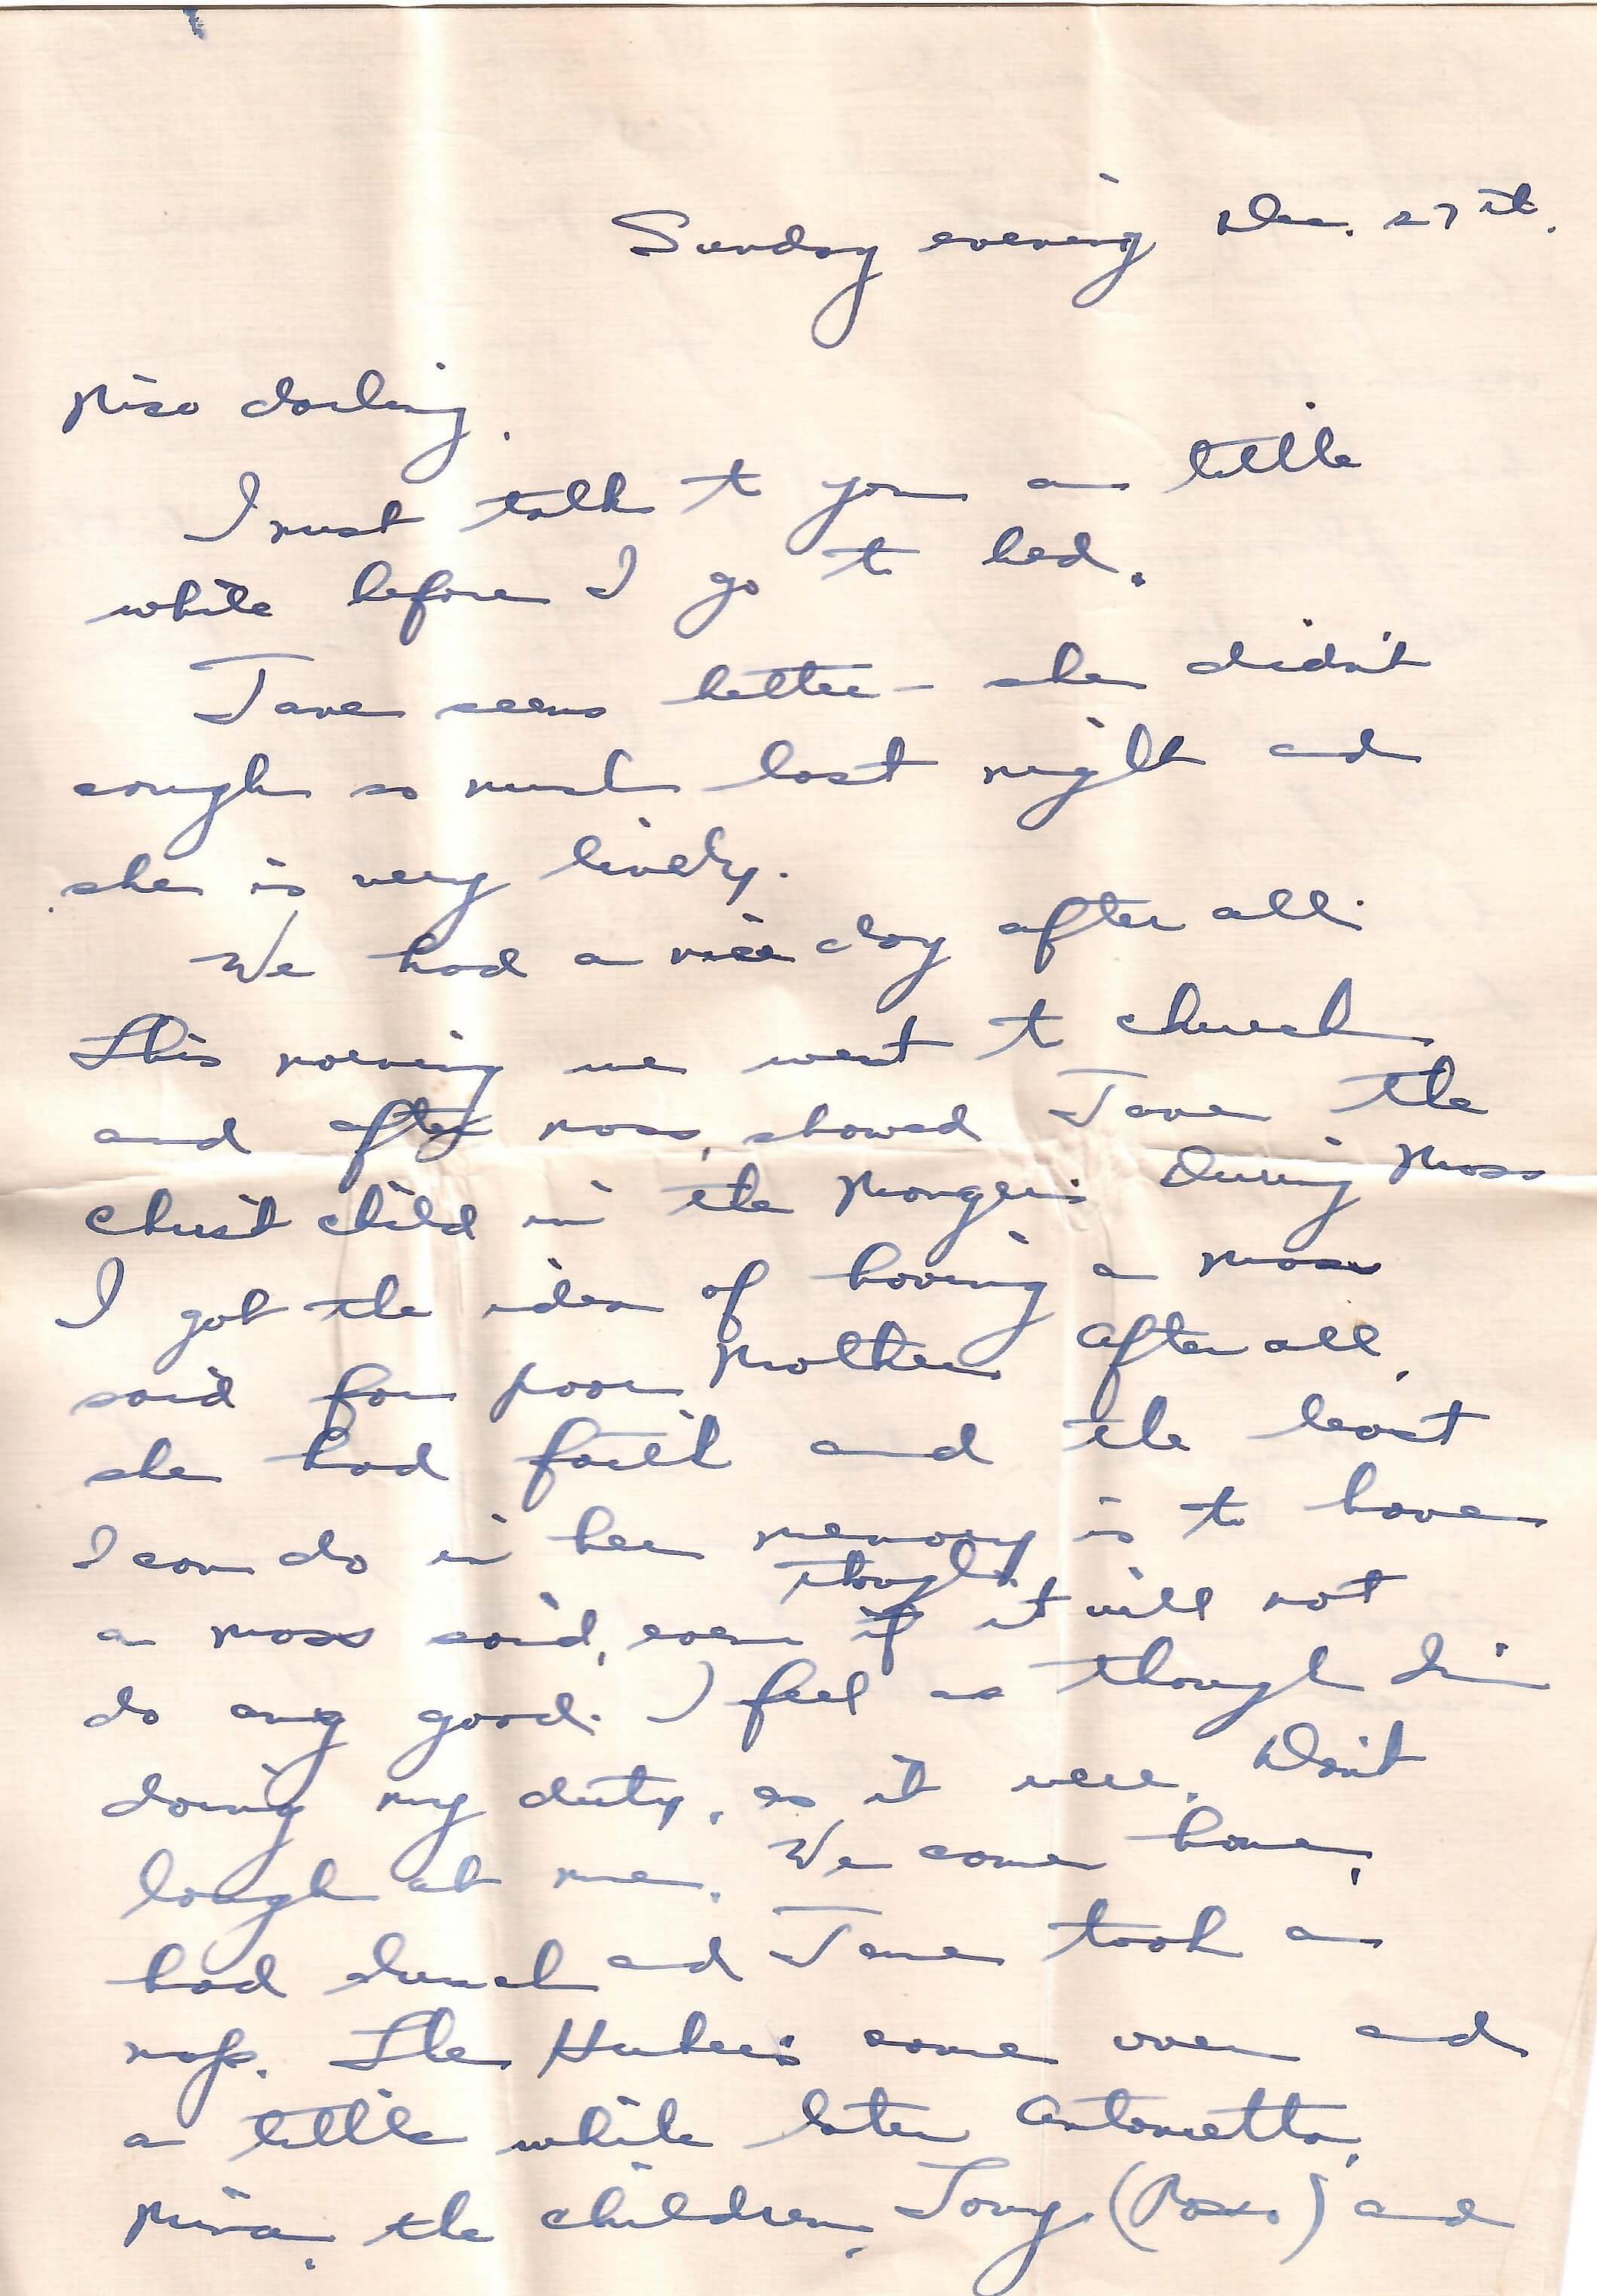 Sunday evening Dec. 27th.
darling,
I must talk to you a little
while before I go to bed.
Jane seems better – she didn't
cough so much last night and
she is very lively.
We had a nice day after all.
This morning we went to church
and after mass, showed Jane the
Christ child in the Manger. During Mass
I got the idea of having a mass
said for poor Mother. After all,
she had faith and the least
I can do in her memory is to have
a mass said, even though it will not
do any good. I feel as though I'm
doing my duty, as it were. Don't
laugh at me. We came home,
had lunch and Jane took a
nap. The Hubers came over and
a little while later Antonetta,
Mina, the children, Tony, ( ) and